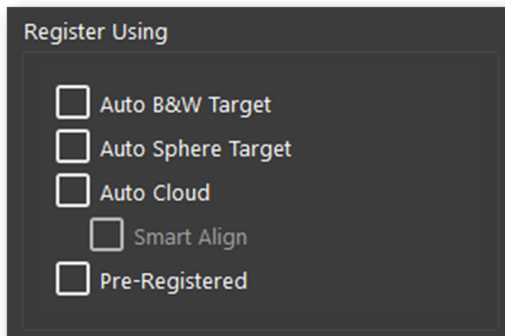 Register Using
Auto B&W Target
Auto Sphere Target
Auto Cloud
Smart Align
Pre-Registered